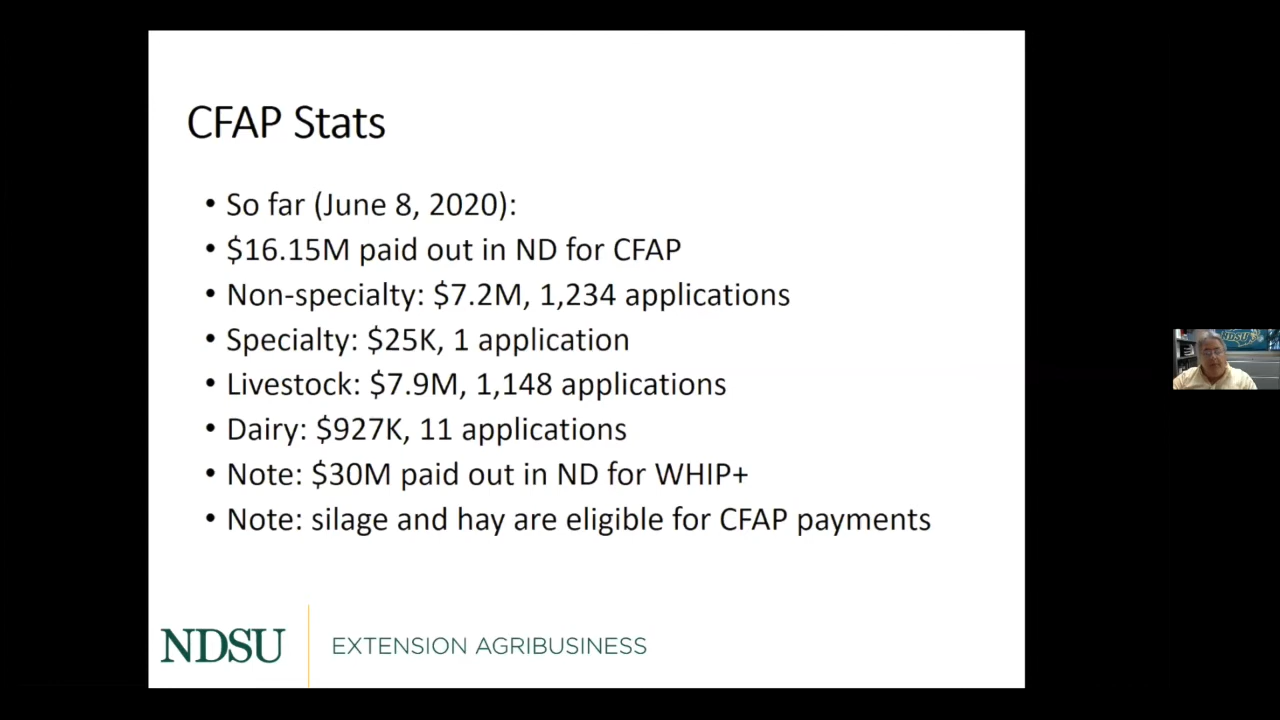 CFAP Stats
• So far (June 8, 2020):
• $16.15M paid out in ND for CFAP
• Non-specialty: $7.2M, 1,234 applications
• Specialty: $25K, 1 application
• Livestock: $7.9M, 1,148 applications
• Dairy: $927K, 11 applications
• Note: $30M paid out in ND for WHIP+
• Note: silage and hay are eligible for CFAP payments
NDSU
EXTENSION AGRIBUSINESS
NDSU